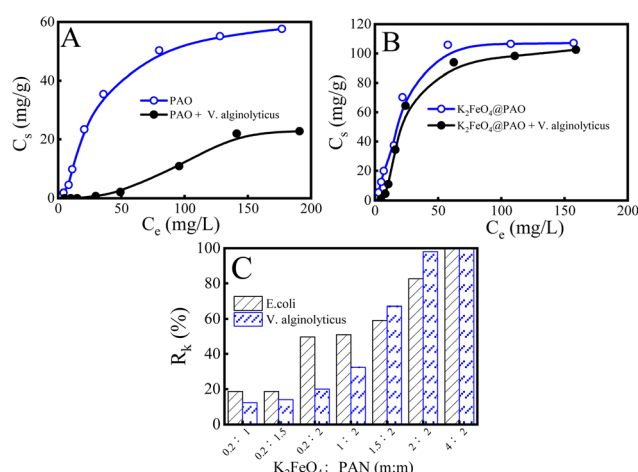 A
60
40
20
0
Cs (mg/g)
PAO
PAO + V. alginolyticus
0
50
100
150
200
Ce (mg/L)
B
120
100
80
60
40
20
0
Cs (mg/g)
K2FeO4@PAO
K2FeO4@PAO + V. alginolyticus
0
50
100
150
200
Ce (mg/L)
C
100
80
60
40
20
0
Rk (%)
E.coli
V. alginolyticus
0.2 : 1
0.2 : 1.5
0.2 : 2
1 : 2
1.5 : 2
2 : 2
4 : 2
K2FeO4: PAN (m:m)